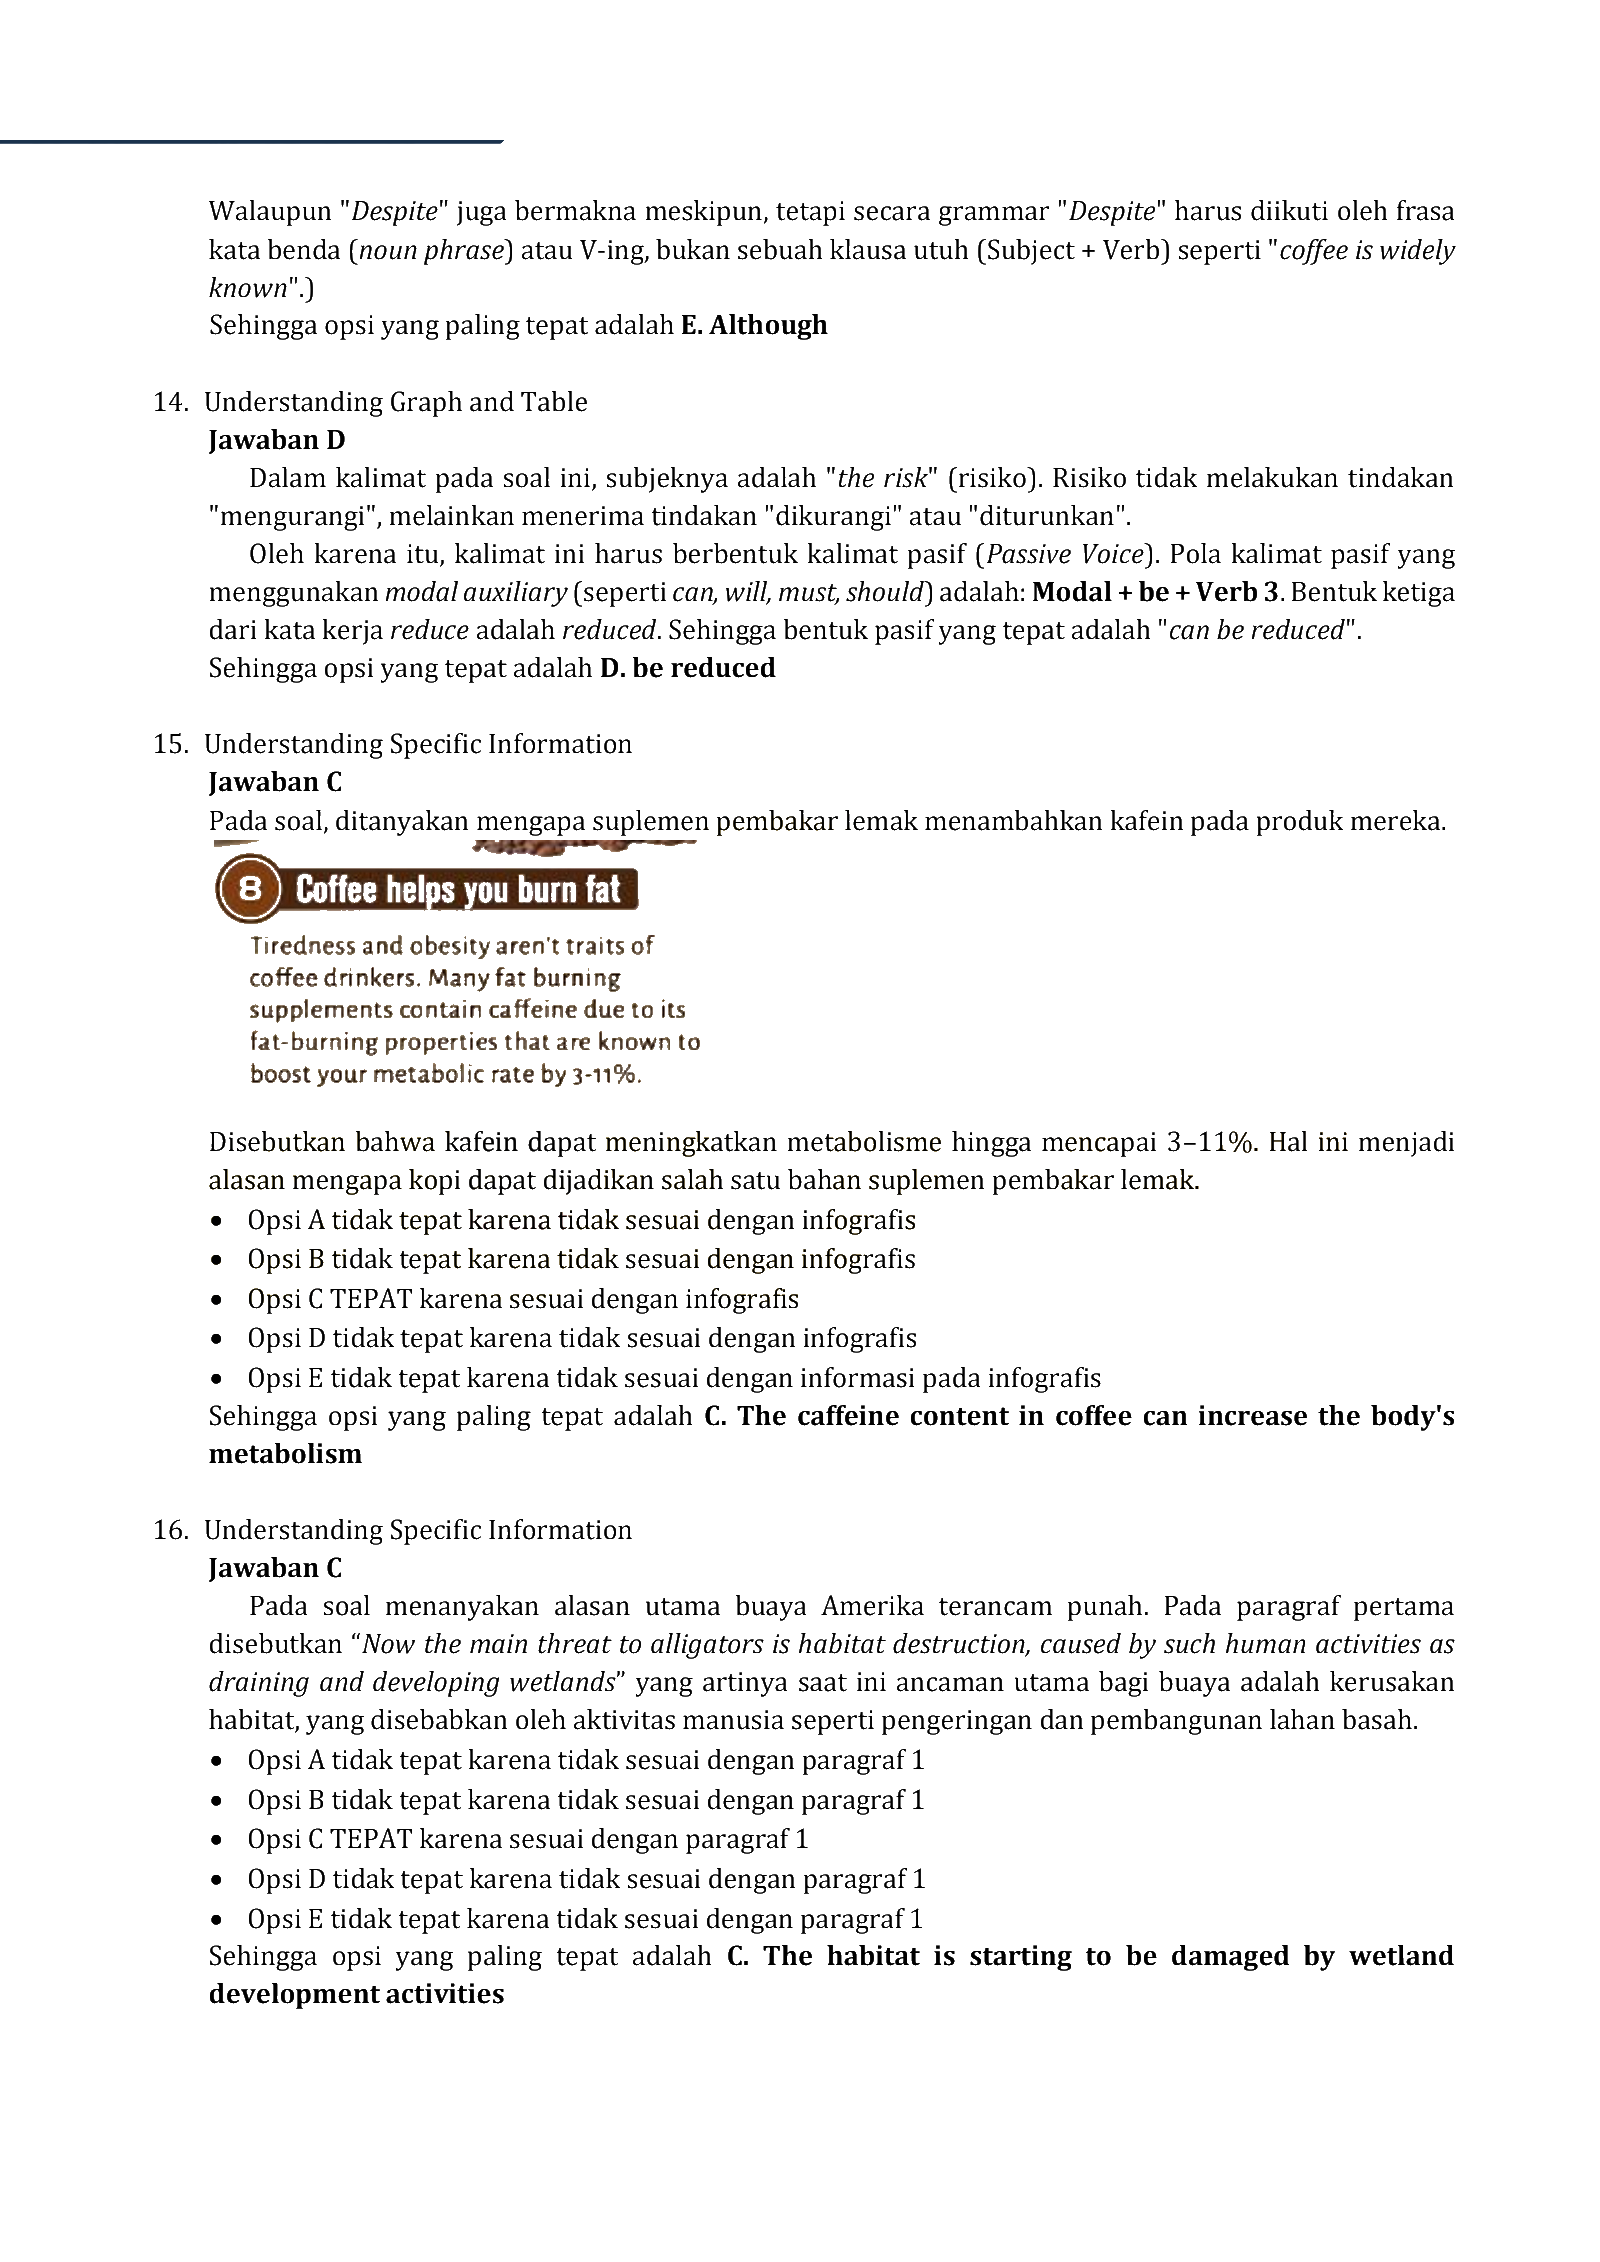 Walaupun "Despite" juga bermakna meskipun, tetapi secara grammar "Despite" harus diikuti oleh frasa
kata benda (noun phrase) atau V-ing, bukan sebuah klausa utuh (Subject + Verb) seperti "coffee is widely
known".)
Sehingga opsi yang paling tepat adalah E. Although
14. Understanding Graph and Table
Jawaban D
Dalam kalimat pada soal ini, subjeknya adalah "the risk" (risiko). Risiko tidak melakukan tindakan
"mengurangi", melainkan menerima tindakan "dikurangi" atau "diturunkan".
Oleh karena itu, kalimat ini harus berbentuk kalimat pasif (Passive Voice). Pola kalimat pasif yang
menggunakan modal auxiliary (seperti can, will, must, should) adalah: Modal + be + Verb 3. Bentuk ketiga
dari kata kerja reduce adalah reduced. Sehingga bentuk pasif yang tepat adalah "can be reduced".
Sehingga opsi yang tepat adalah D. be reduced
15. Understanding Specific Information
Jawaban C
Pada soal, ditanyakan mengapa suplemen pembakar lemak menambahkan kafein pada produk mereka.
8 Coffee helps you burn fat
Tiredness and obesity aren't traits of
coffee drinkers. Many fat burning
supplements contain caffeine due to its
fat-burning properties that are known to
boost your metabolic rate by 3-11%.
Disebutkan bahwa kafein dapat meningkatkan metabolisme hingga mencapai 3–11%. Hal ini menjadi
alasan mengapa kopi dapat dijadikan salah satu bahan suplemen pembakar lemak.
• Opsi A tidak tepat karena tidak sesuai dengan infografis
• Opsi B tidak tepat karena tidak sesuai dengan infografis
• Opsi C TEPAT karena sesuai dengan infografis
• Opsi D tidak tepat karena tidak sesuai dengan infografis
• Opsi E tidak tepat karena tidak sesuai dengan informasi pada infografis
Sehingga opsi yang paling tepat adalah C. The caffeine content in coffee can increase the body's
metabolism
16. Understanding Specific Information
Jawaban C
Pada soal menanyakan alasan utama buaya Amerika terancam punah. Pada paragraf pertama
disebutkan “Now the main threat to alligators is habitat destruction, caused by such human activities as
draining and developing wetlands” yang artinya saat ini ancaman utama bagi buaya adalah kerusakan
habitat, yang disebabkan oleh aktivitas manusia seperti pengeringan dan pembangunan lahan basah.
• Opsi A tidak tepat karena tidak sesuai dengan paragraf 1
• Opsi B tidak tepat karena tidak sesuai dengan paragraf 1
• Opsi C TEPAT karena sesuai dengan paragraf 1
• Opsi D tidak tepat karena tidak sesuai dengan paragraf 1
• Opsi E tidak tepat karena tidak sesuai dengan paragraf 1
Sehingga opsi yang paling tepat adalah C. The habitat is starting to be damaged by wetland
development activities